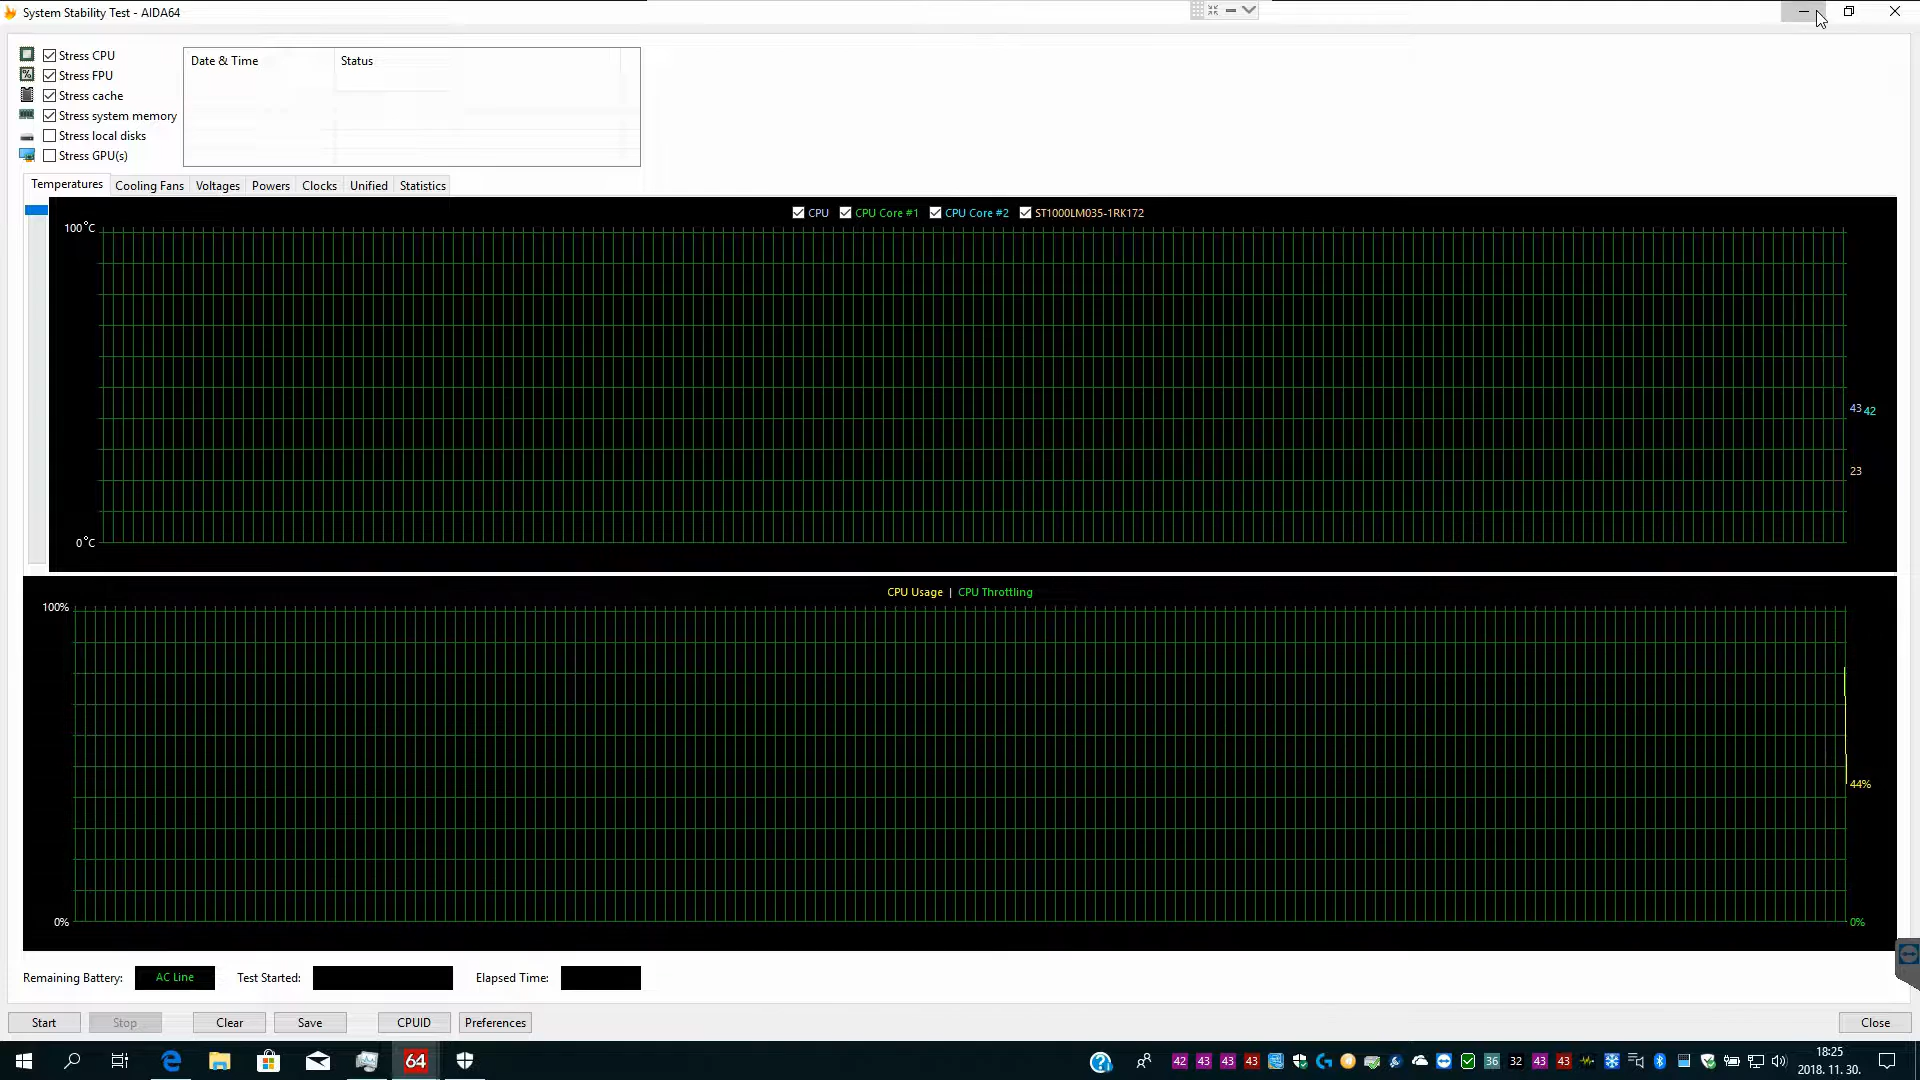 System Stability Test - AIDA64
Stress CPU
Stress FPU
Stress cache
Stress system memory
Stress local disks
Stress GPU(s)
Date & Time Status
Temperatures Cooling Fans Voltages Powers Clocks Unified Statistics
CPU CPU Core #1 CPU Core #2 ST1000LM035-1RK172
100°C
43 42
23
0°C
CPU Usage | CPU Throttling
100%
44%
0% 0%
Remaining Battery: AC Line Test Started: Elapsed Time:
Start Stop Clear Save CPUID Preferences Close
64 42 43 43 43 36 32 43 43 18:25
2018. 11. 30.